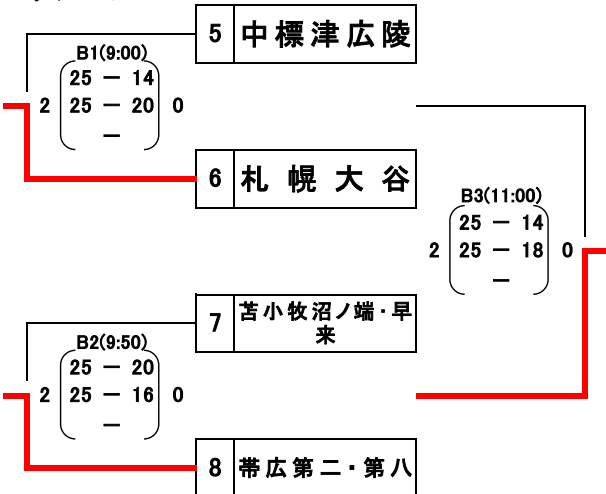 5 中標津広陵
B1(9:00)
25 － 14
2 25 － 20 0
－
6 札幌大谷
B3(11:00)
25 － 14
2 25 － 18 0
－
7 苫小牧沼ノ端・早
来
B2(9:50)
25 － 20
2 25 － 16 0
－
8 帯広第二・第八